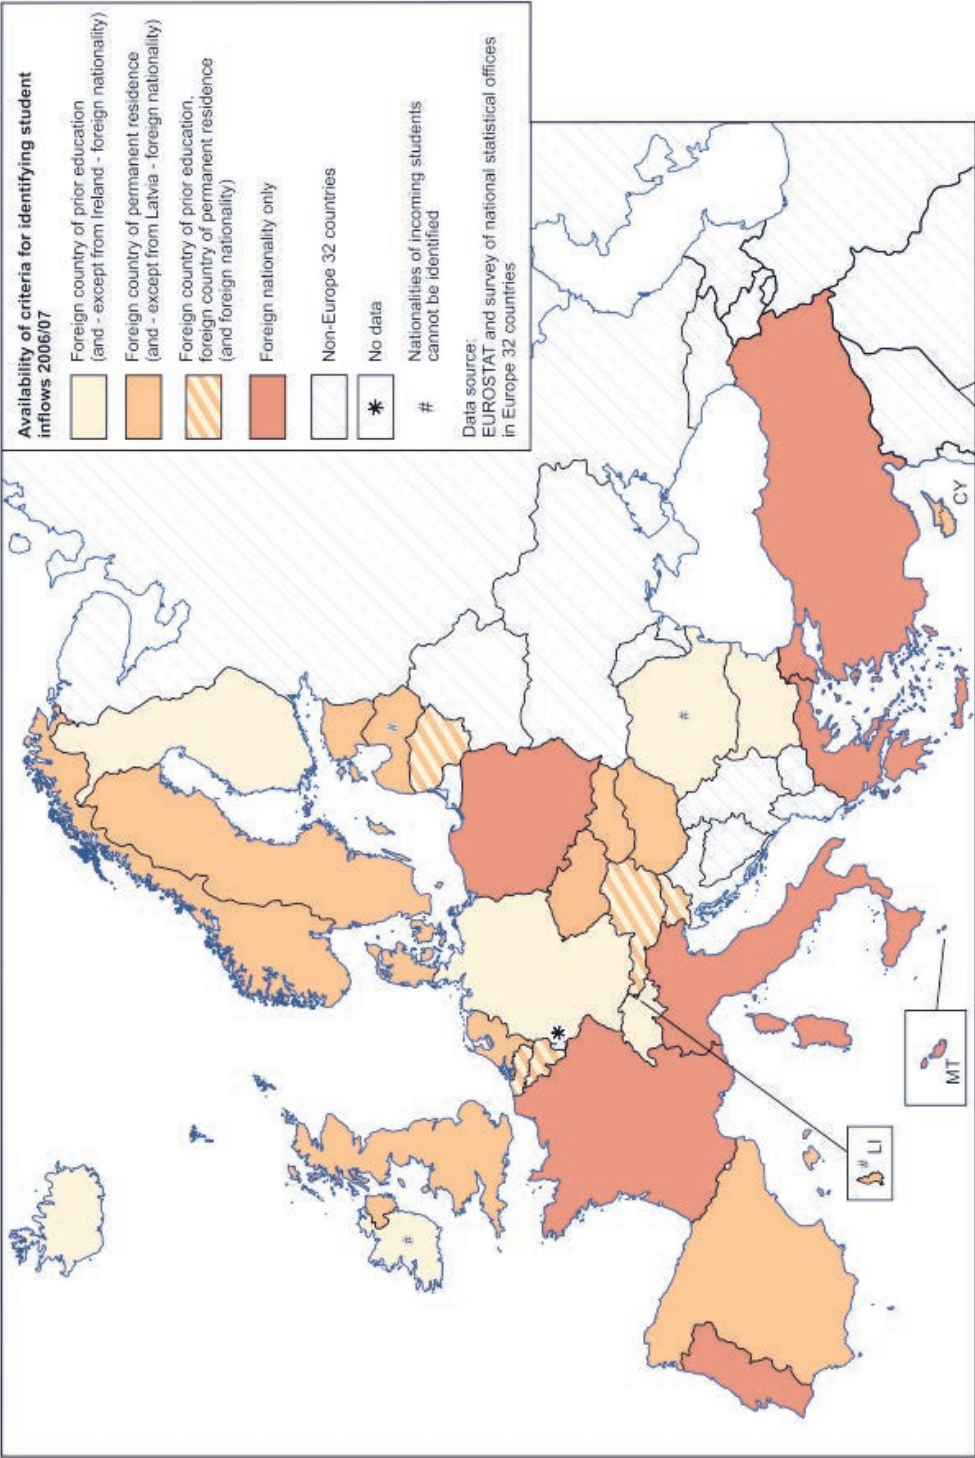 Availability of criteria for identifying student
inflows 2006/07
Foreign country of prior education
(and - except from Ireland - foreign nationality)
Foreign country of permanent residence
(and - except from Latvia - foreign nationality)
Foreign country of prior education,
foreign country of permanent residence
(and foreign nationality)
Foreign nationality only
Non-Europe 32 countries
* No data
# Nationalities of incoming students
cannot be identified
Data source:
EUROSTAT and survey of national statistical offices
in Europe 32 countries
#
#
#
*
# LI
MT
CY